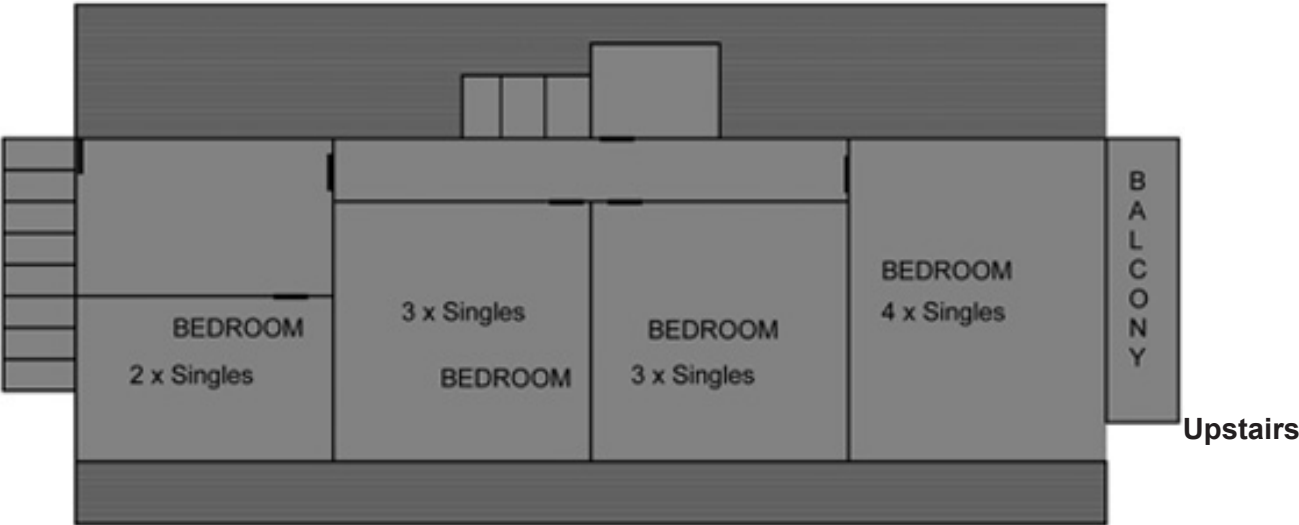 BEDROOM
2 x Singles
3 x Singles
BEDROOM
BEDROOM
3 x Singles
BEDROOM
4 x Singles
B
A
L
C
O
N
Y
Upstairs